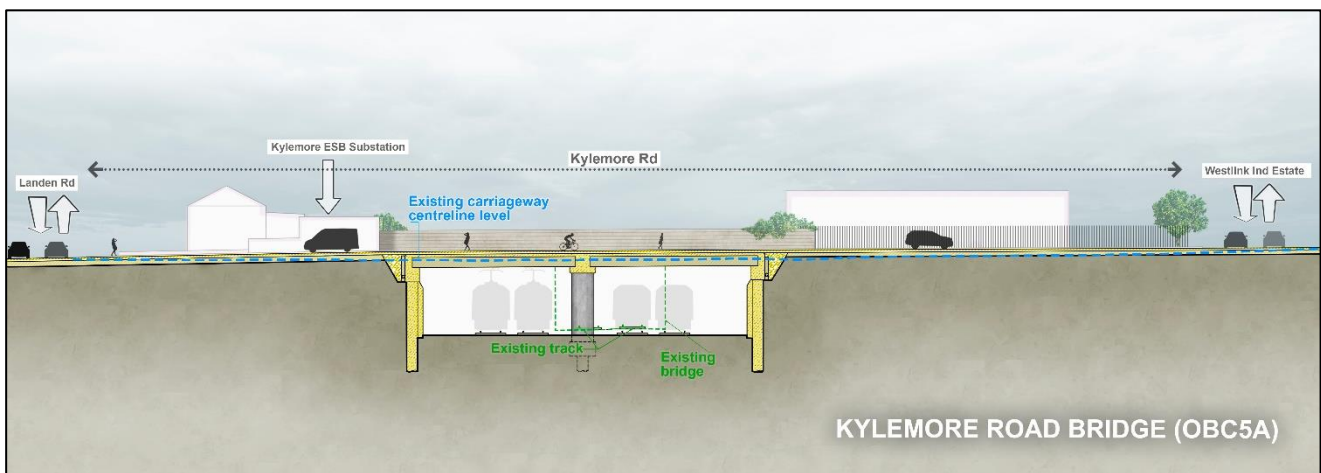 Kylemore ESB Substation
Kylemore Rd
Landen Rd
Westlink Ind Estate
Existing carriageway
centreline level
Existing track
Existing
bridge
KYLEMORE ROAD BRIDGE (OBC5A)